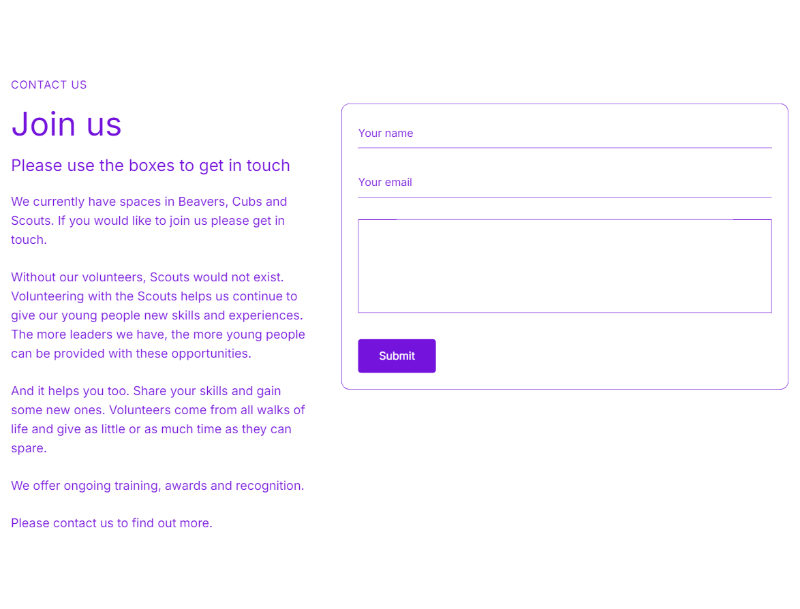 CONTACT US
Join us
Please use the boxes to get in touch
We currently have spaces in Beavers, Cubs and
Scouts. If you would like to join us please get in
touch.
Without our volunteers, Scouts would not exist.
Volunteering with the Scouts helps us continue to
give our young people new skills and experiences.
The more leaders we have, the more young people
can be provided with these opportunities.
And it helps you too. Share your skills and gain
some new ones. Volunteers come from all walks of
life and give as little or as much time as they can
spare.
We offer ongoing training, awards and recognition.
Please contact us to find out more.
Your name
Your email
Submit